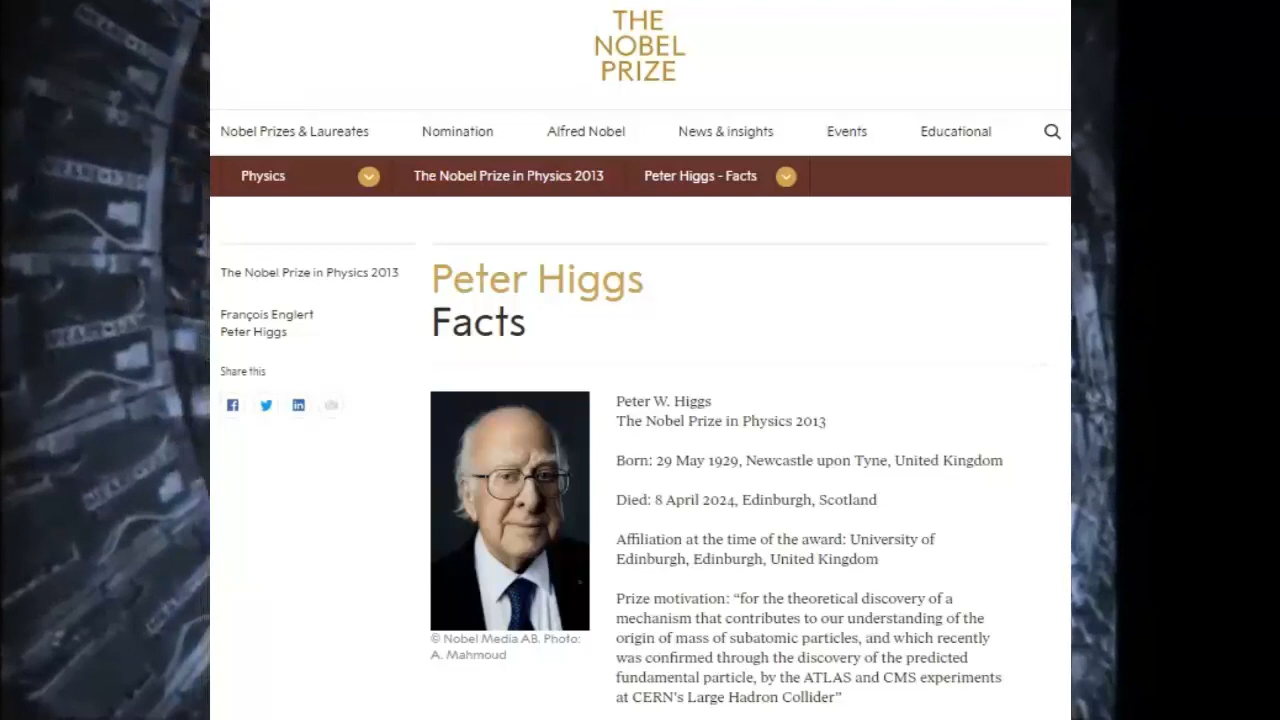 THE
NOBEL
PRIZE
Nobel Prizes & Laureates Nomination Alfred Nobel News & insights Events Educational
Physics The Nobel Prize in Physics 2013 Peter Higgs - Facts
The Nobel Prize in Physics 2013
François Englert
Peter Higgs
Share this
Peter Higgs
Facts
© Nobel Media AB. Photo:
A. Mahmoud
Peter W. Higgs
The Nobel Prize in Physics 2013
Born: 29 May 1929, Newcastle upon Tyne, United Kingdom
Died: 8 April 2024, Edinburgh, Scotland
Affiliation at the time of the award: University of
Edinburgh, Edinburgh, United Kingdom
Prize motivation: “for the theoretical discovery of a
mechanism that contributes to our understanding of the
origin of mass of subatomic particles, and which recently
was confirmed through the discovery of the predicted
fundamental particle, by the ATLAS and CMS experiments
at CERN's Large Hadron Collider”